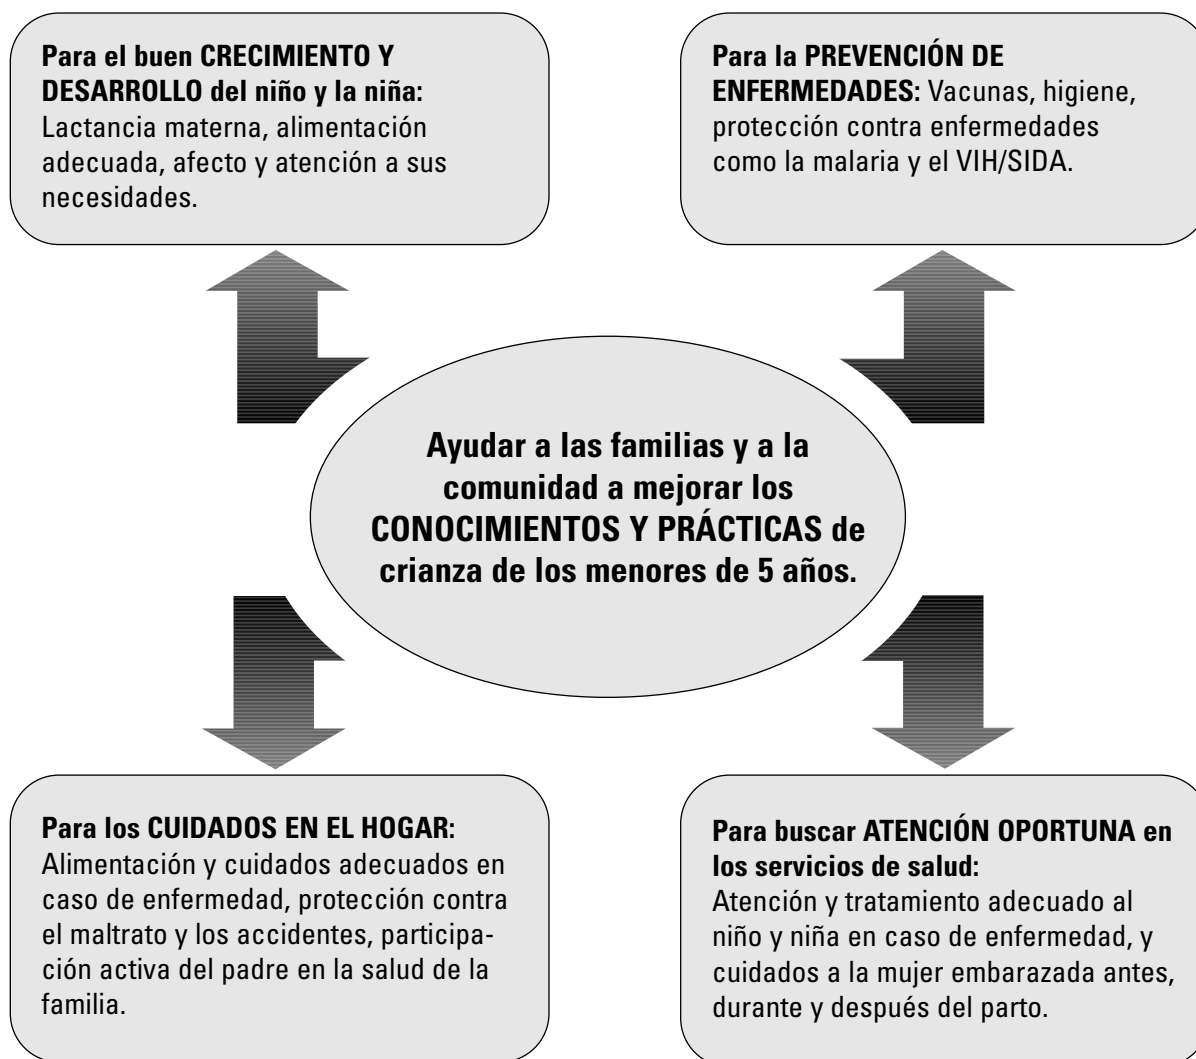 Para el buen CRECIMIENTO Y
DESARROLLO del niño y la niña:
Lactancia materna, alimentación
adecuada, afecto y atención a sus
necesidades.
Para la PREVENCIÓN DE
ENFERMEDADES: Vacunas, higiene,
protección contra enfermedades
como la malaria y el VIH/SIDA.
Ayudar a las familias y a la
comunidad a mejorar los
CONOCIMIENTOS Y PRÁCTICAS de
crianza de los menores de 5 años.
Para los CUIDADOS EN EL HOGAR:
Alimentación y cuidados adecuados en
caso de enfermedad, protección contra
el maltrato y los accidentes, participa-
ción activa del padre en la salud de la
familia.
Para buscar ATENCIÓN OPORTUNA en
los servicios de salud:
Atención y tratamiento adecuado al
niño y niña en caso de enfermedad, y
cuidados a la mujer embarazada antes,
durante y después del parto.